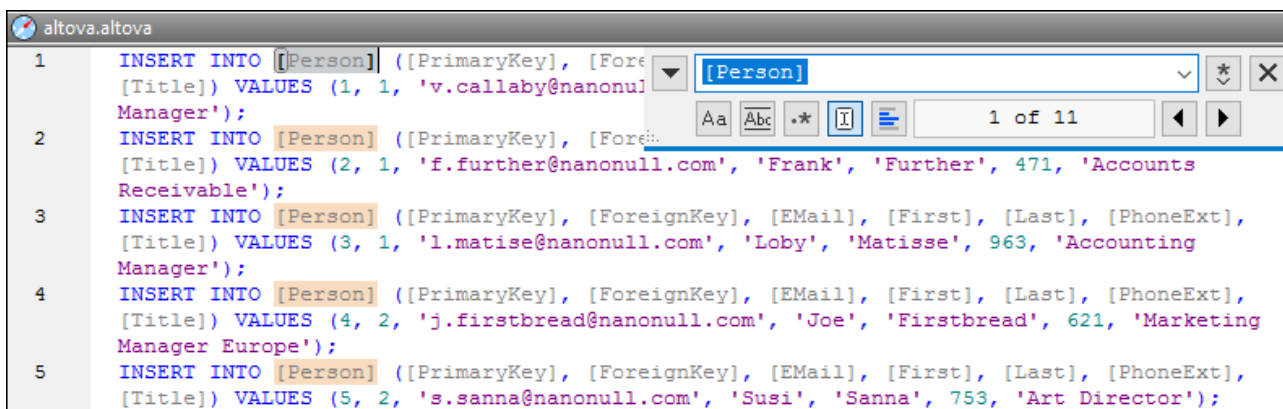 altova.altova
1 INSERT INTO [Person] ([PrimaryKey], [Fore
[Person]
[Title]) VALUES (1, 1, 'v.callaby@nanonul
Manager');
Aa Abc .* 1 of 11
2 INSERT INTO [Person] ([PrimaryKey], [Fore
[Title]) VALUES (2, 1, 'f.further@nanonull.com', 'Frank', 'Further', 471, 'Accounts
Receivable');
3 INSERT INTO [Person] ([PrimaryKey], [ForeignKey], [EMail], [First], [Last], [PhoneExt],
[Title]) VALUES (3, 1, 'l.matise@nanonull.com', 'Loby', 'Matisse', 963, 'Accounting
Manager');
4 INSERT INTO [Person] ([PrimaryKey], [ForeignKey], [EMail], [First], [Last], [PhoneExt],
[Title]) VALUES (4, 2, 'j.firstbread@nanonull.com', 'Joe', 'Firstbread', 621, 'Marketing
Manager Europe');
5 INSERT INTO [Person] ([PrimaryKey], [ForeignKey], [EMail], [First], [Last], [PhoneExt],
[Title]) VALUES (5, 2, 's.sanna@nanonull.com', 'Susi', 'Sanna', 753, 'Art Director');